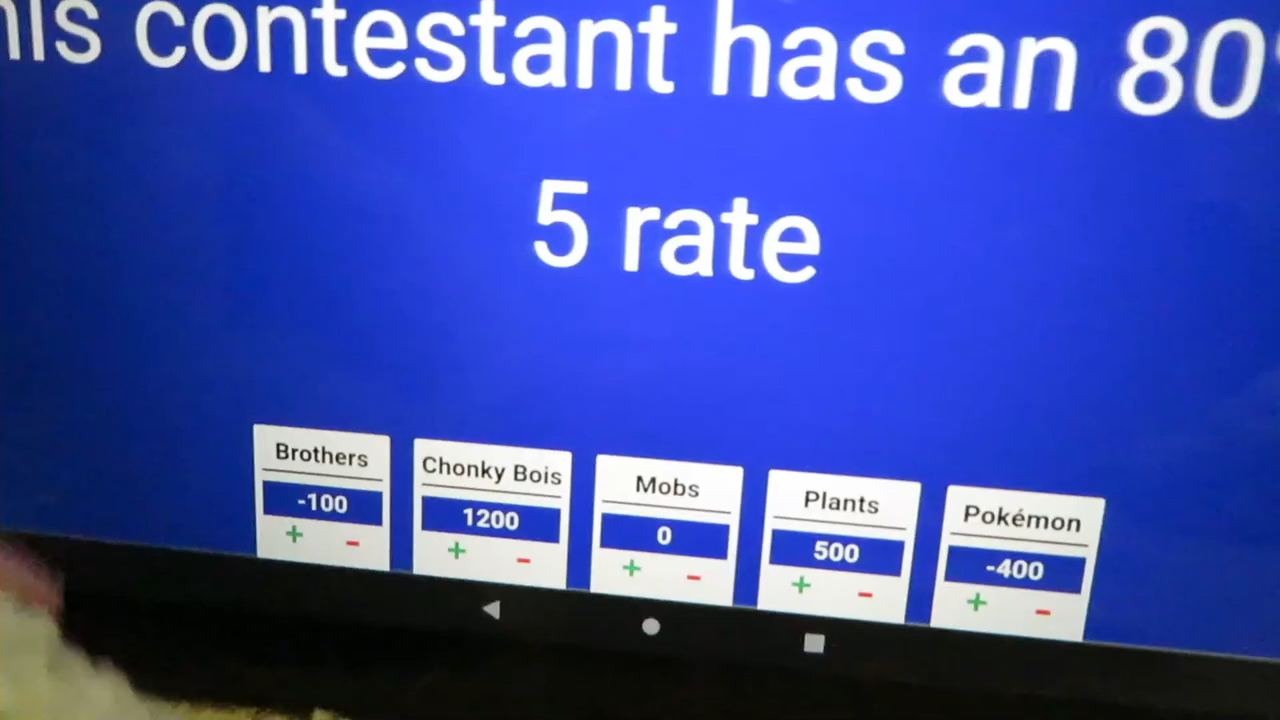 contestant has an 80
5 rate
Brothers Chonky Bois Mobs Plants Pokémon
-100 1200 0 500 -400
+ - + - + - + - + -